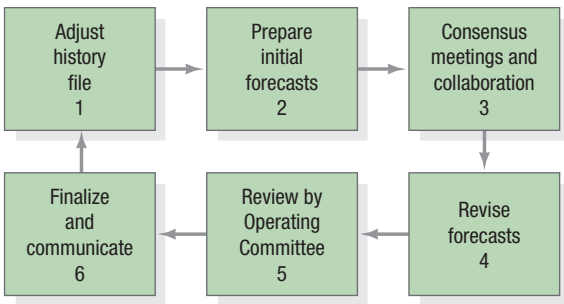 Adjust
history
file
1
Prepare
initial
forecasts
2
Consensus
meetings and
collaboration
3
Revise
forecasts
4
Review by
Operating
Committee
5
Finalize
and
communicate
6